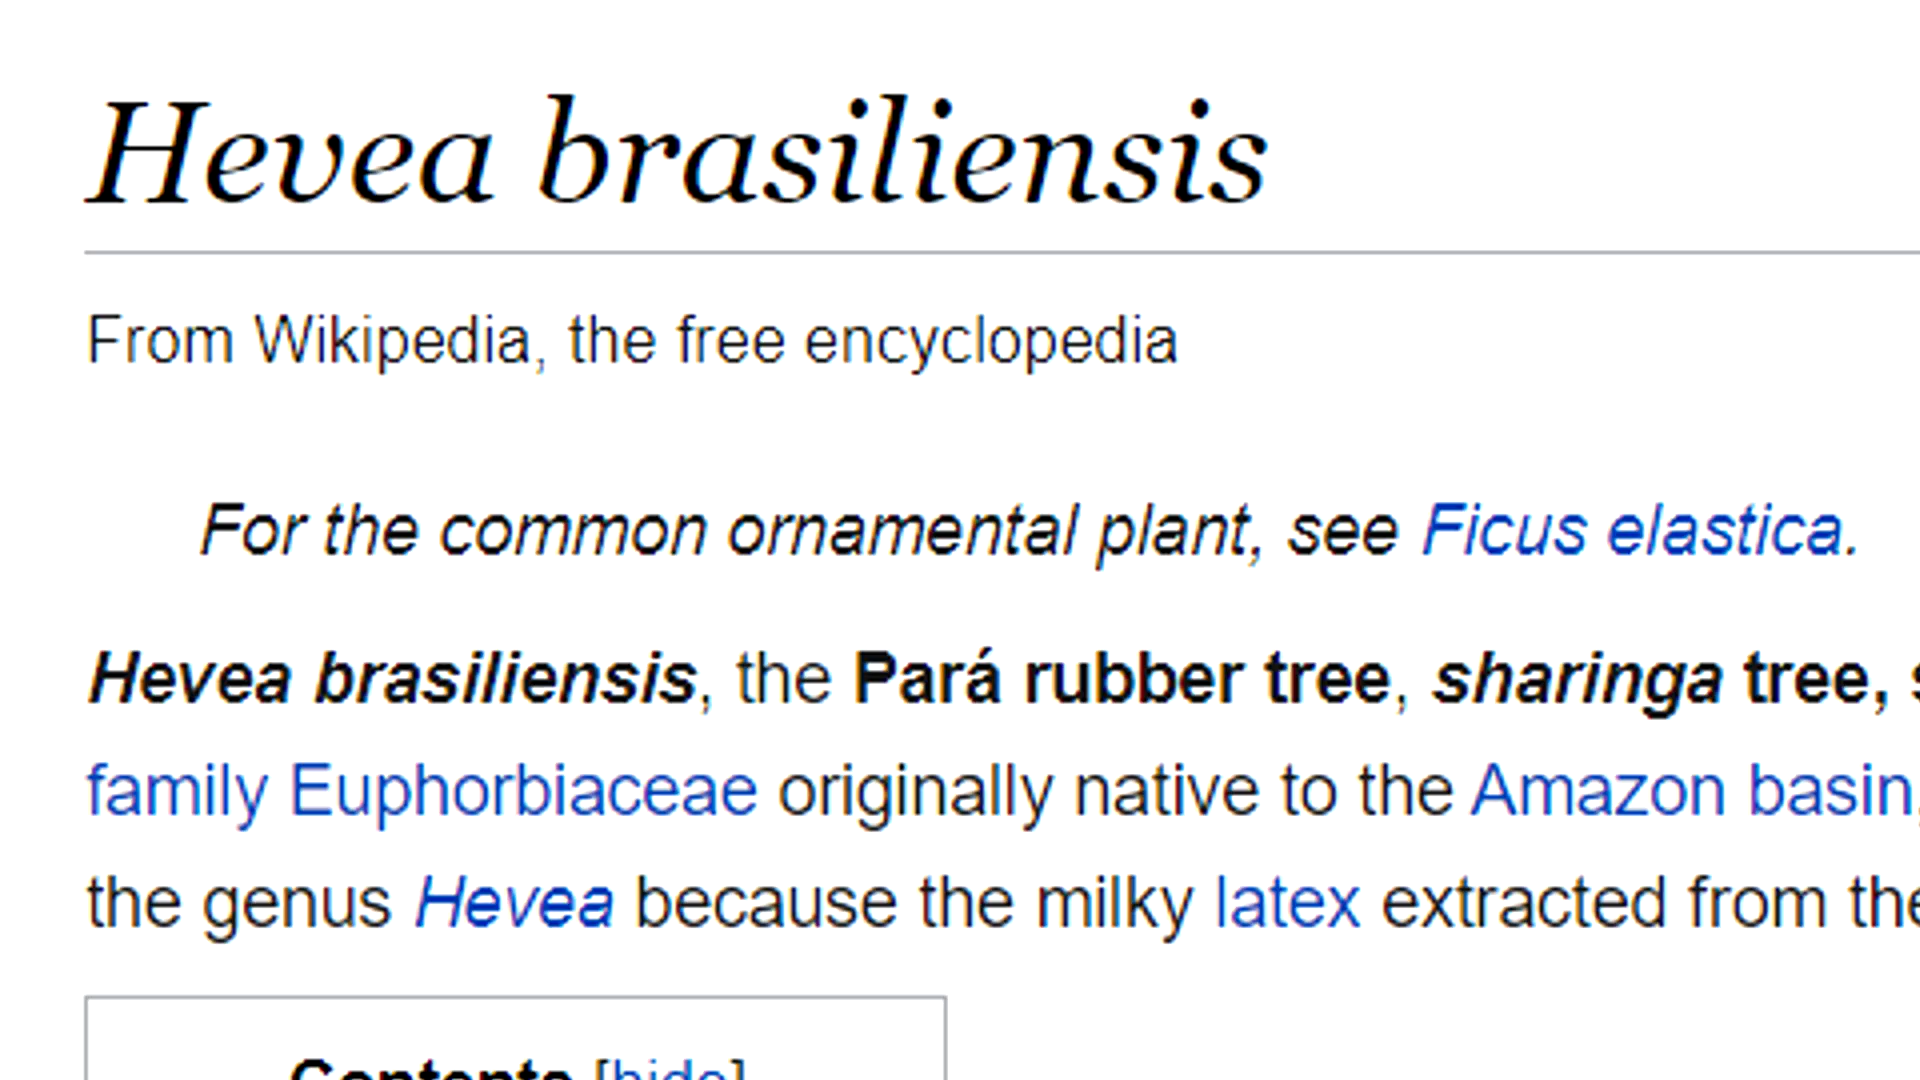 Hevea brasiliensis
From Wikipedia, the free encyclopedia
For the common ornamental plant, see Ficus elastica.
Hevea brasiliensis, the Pará rubber tree, sharinga tree,
family Euphorbiaceae originally native to the Amazon basin,
the genus Hevea because the milky latex extracted from the
Contents [hide]